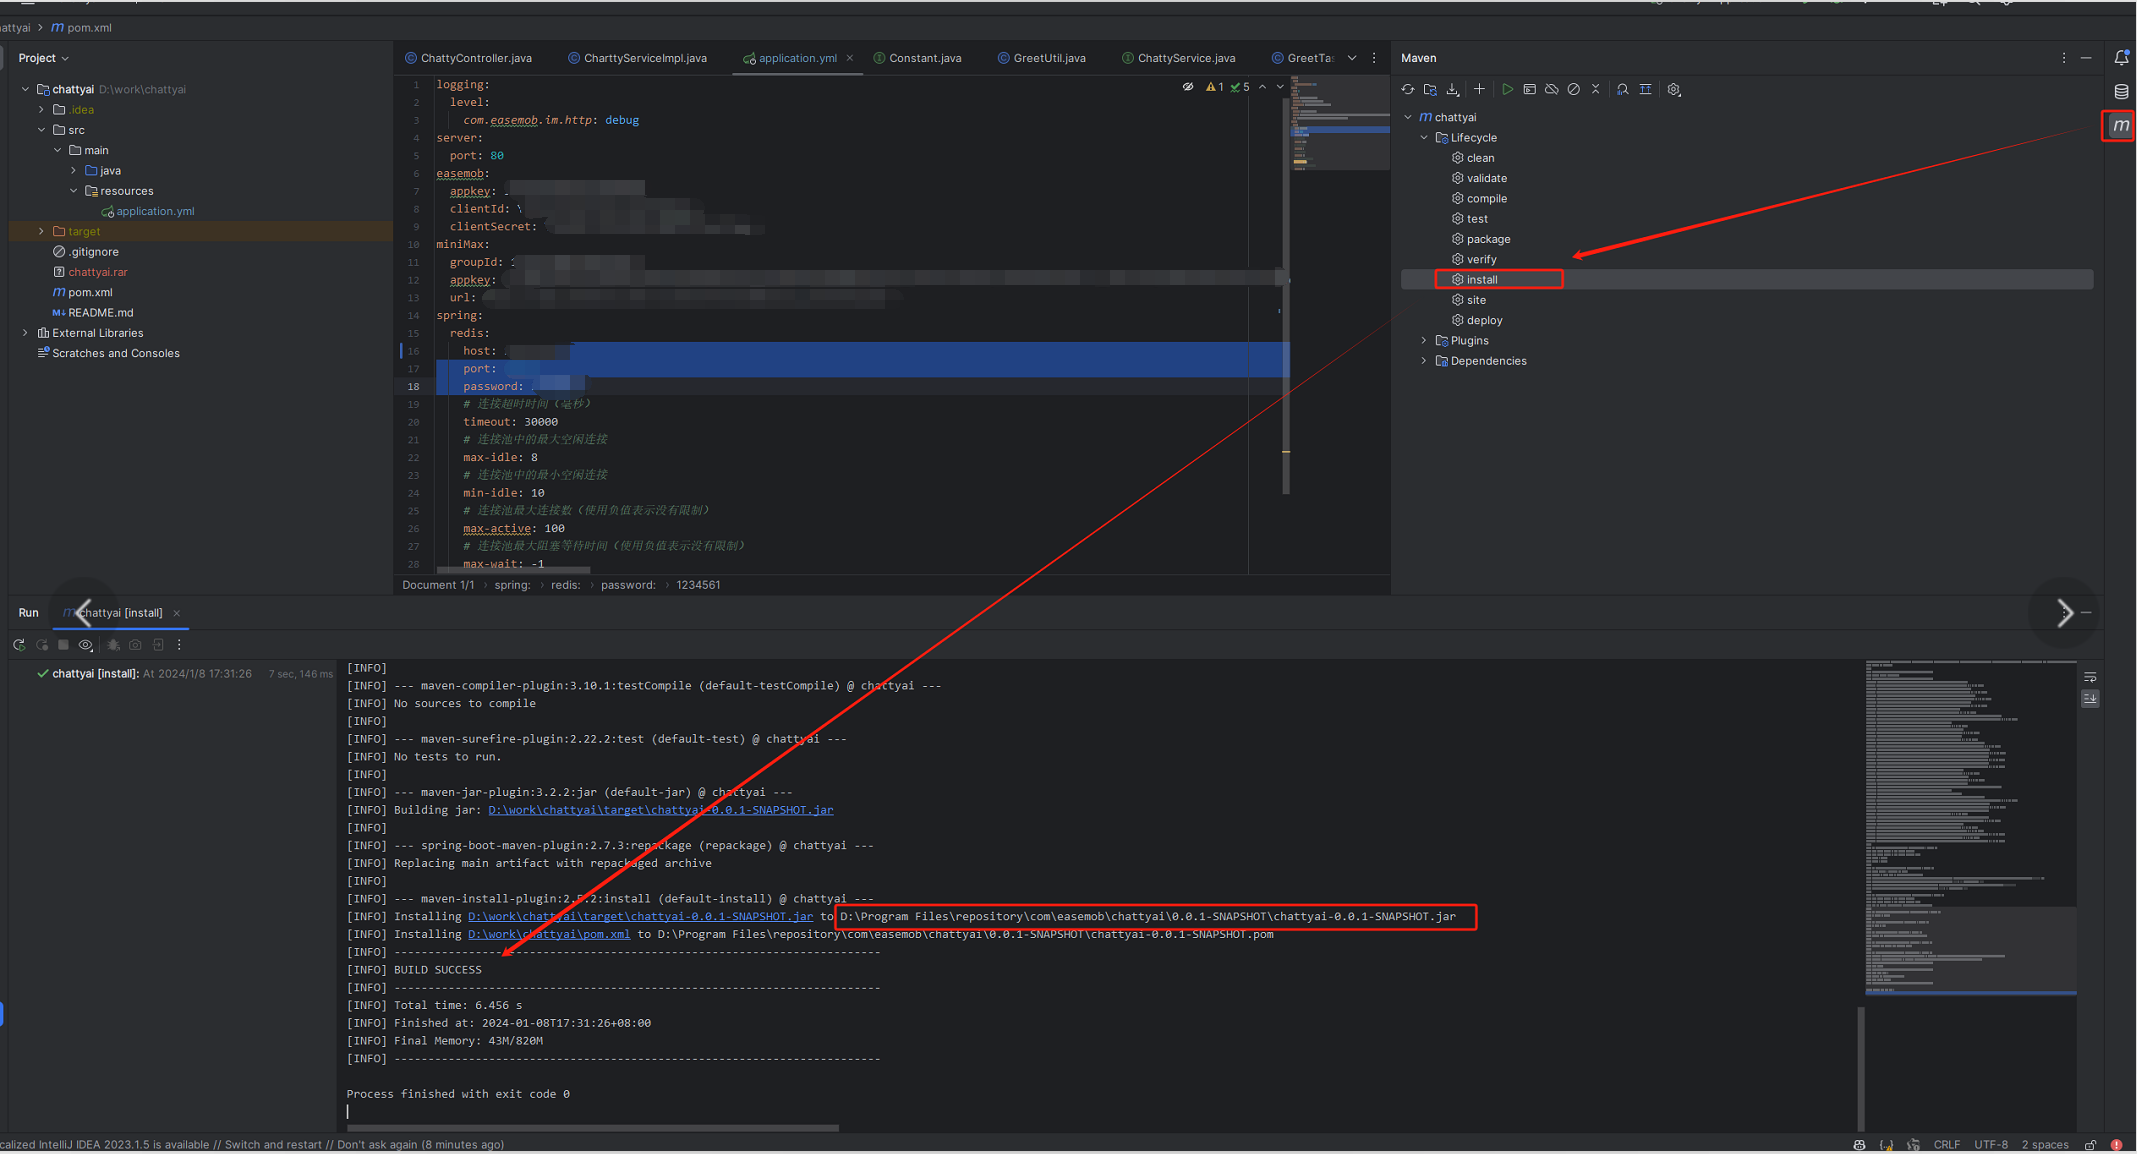 pom.xml
Project
ChattyController.java
CharttyServiceImpl.java
application.yml
Constant.java
GreetUtil.java
ChattyService.java
Maven
chattyai D:\work\chattyai
.idea
src
main
java
resources
application.yml
target
.gitignore
chattyai.rar
pom.xml
README.md
External Libraries
Scratches and Consoles
1 logging:
2 level:
3 com.easemob.im.http: debug
4 server:
5 port: 80
6 easemob:
7 appkey:
8 clientId:
9 clientSecret:
10 miniMax:
11 groupId:
12 appkey:
13 url:
14 spring:
15 redis:
16 host:
17 port:
18 password:
19 # 连接超时时间（毫秒）
20 timeout: 30000
21 # 连接池中的最大空闲连接
22 max-idle: 8
23 # 连接池中的最小空闲连接
24 min-idle: 10
25 # 连接池最大连接数（使用负值表示没有限制）
26 max-active: 100
27 # 连接池最大阻塞等待时间（使用负值表示没有限制）
28 max-wait: -1
1 5
Document 1/1 › spring: › redis: › password: › 1234561
chattyai
Lifecycle
clean
validate
compile
test
package
verify
install
site
deploy
Plugins
Dependencies
Run
chattyai [install]
chattyai [install]: At 2024/1/8 17:31:26 7 sec, 146 ms
[INFO]
[INFO] --- maven-compiler-plugin:3.10.1:testCompile (default-testCompile) @ chattyai ---
[INFO] No sources to compile
[INFO]
[INFO] --- maven-surefire-plugin:2.22.2:test (default-test) @ chattyai ---
[INFO] No tests to run.
[INFO]
[INFO] --- maven-jar-plugin:3.2.2:jar (default-jar) @ chattyai ---
[INFO] Building jar: D:\work\chattyai\target\chattyai-0.0.1-SNAPSHOT.jar
[INFO]
[INFO] --- spring-boot-maven-plugin:2.7.3:repackage (repackage) @ chattyai ---
[INFO] Replacing main artifact with repackaged archive
[INFO]
[INFO] --- maven-install-plugin:2.5.2:install (default-install) @ chattyai ---
[INFO] Installing D:\work\chattyai\target\chattyai-0.0.1-SNAPSHOT.jar to D:\Program Files\repository\com\easemob\chattyai\0.0.1-SNAPSHOT\chattyai-0.0.1-SNAPSHOT.jar
[INFO] Installing D:\work\chattyai\pom.xml to D:\Program Files\repository\com\easemob\chattyai\0.0.1-SNAPSHOT\chattyai-0.0.1-SNAPSHOT.pom
[INFO] ------------------------------------------------------------------------
[INFO] BUILD SUCCESS
[INFO] ------------------------------------------------------------------------
[INFO] Total time: 6.456 s
[INFO] Finished at: 2024-01-08T17:31:26+08:00
[INFO] Final Memory: 43M/820M
[INFO] ------------------------------------------------------------------------
Process finished with exit code 0
calized IntelliJ IDEA 2023.1.5 is available // Switch and restart // Don't ask again (8 minutes ago)
CRLF UTF-8 2 spaces